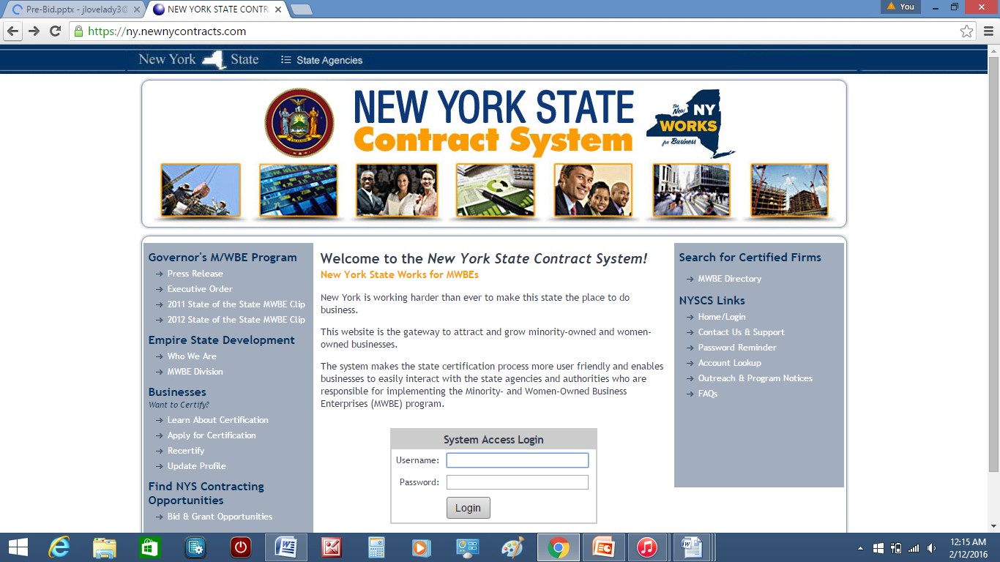 Pre-Bid.pptx - jlovelady3@
NEW YORK STATE CONTR
You
https://ny.newnycontracts.com
New York State
State Agencies
NEW YORK STATE
Contract System
The New NY
WORKS
for Business
Governor's M/WBE Program
Press Release
Executive Order
2011 State of the State MWBE Clip
2012 State of the State MWBE Clip
Empire State Development
Who We Are
MWBE Division
Businesses
Want to Certify?
Learn About Certification
Apply for Certification
Recertify
Update Profile
Find NYS Contracting
Opportunities
Bid & Grant Opportunities
Welcome to the New York State Contract System!
New York State Works for MWBEs
New York is working harder than ever to make this state the place to do
business.
This website is the gateway to attract and grow minority-owned and women-
owned businesses.
The system makes the state certification process more user friendly and enables
businesses to easily interact with the state agencies and authorities who are
responsible for implementing the Minority- and Women-Owned Business
Enterprises (MWBE) program.
System Access Login
Username:
Password:
Login
Search for Certified Firms
MWBE Directory
NYSCS Links
Home/Login
Contact Us & Support
Password Reminder
Account Lookup
Outreach & Program Notices
FAQs
12:15 AM
2/12/2016